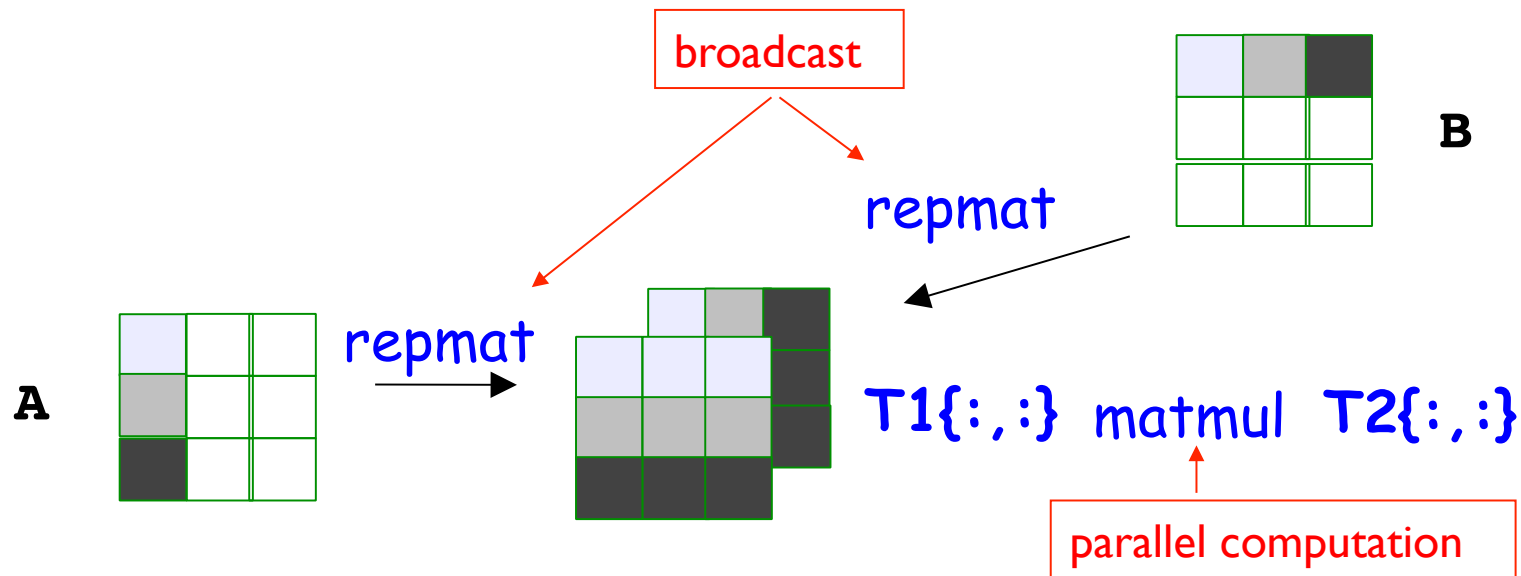 broadcast
B
repmat
repmat
A
T1{:,:} matmul T2{:,:}
parallel computation